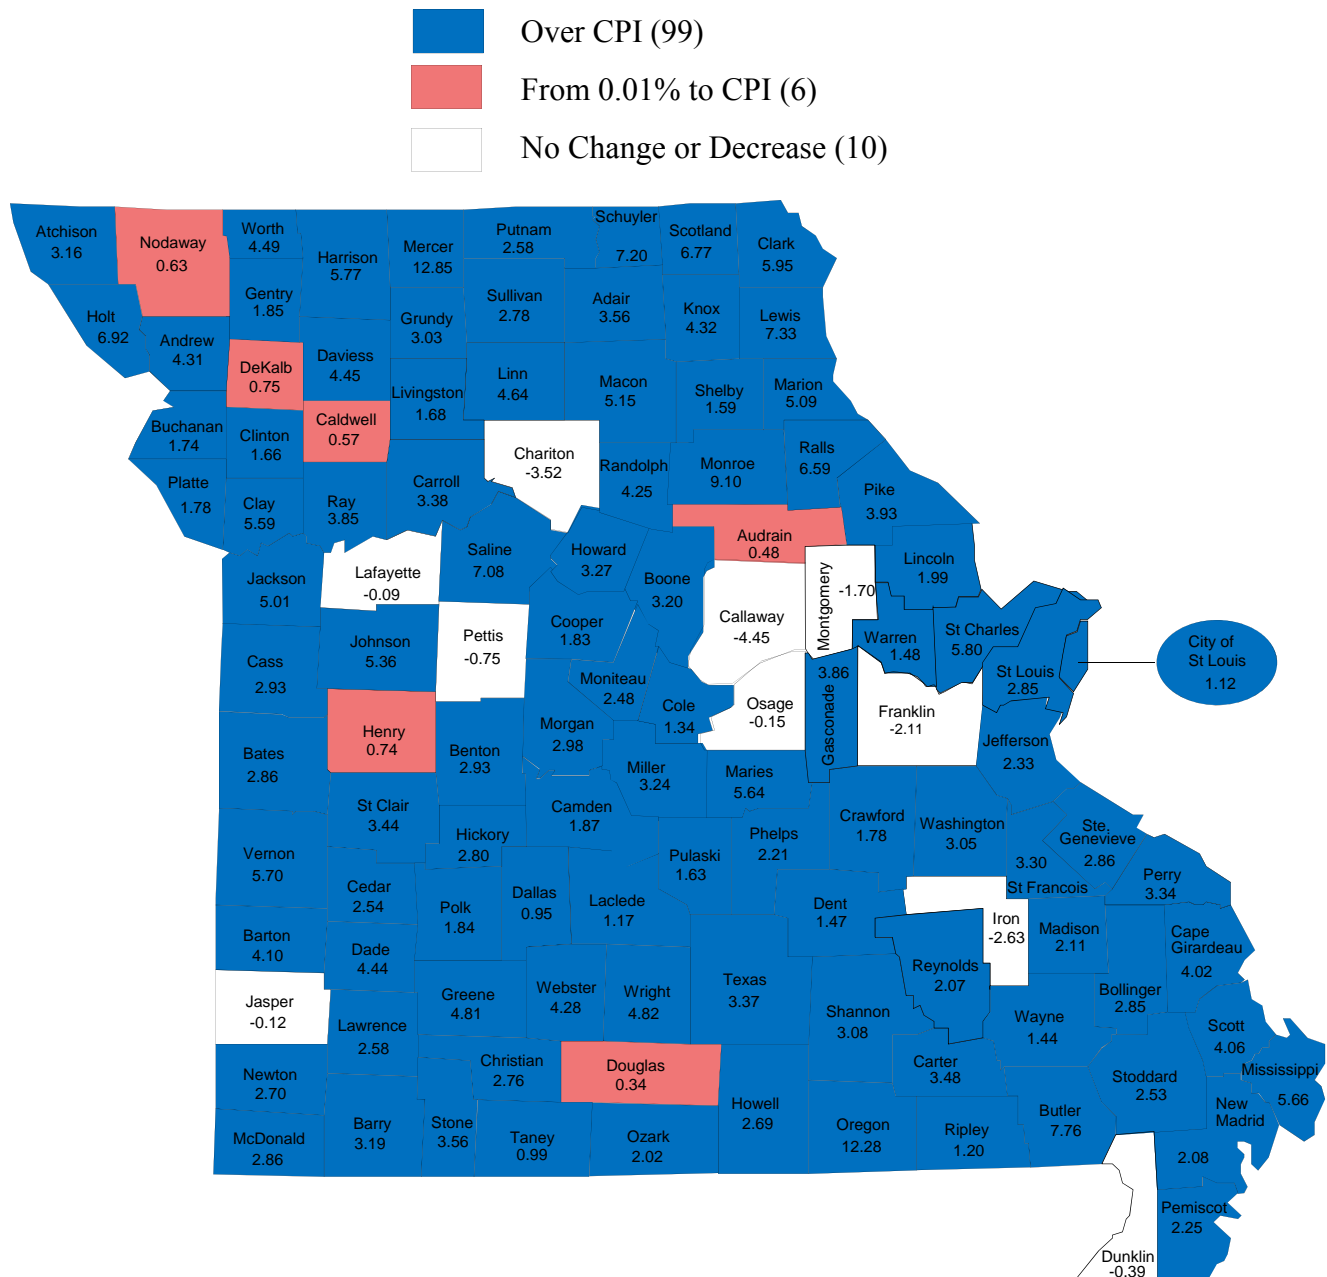 Over CPI (99)
From 0.01% to CPI (6)
No Change or Decrease (10)
Atchison
3.16
Nodaway
0.63
Worth
4.49
Harrison
5.77
Mercer
12.85
Putnam
2.58
Schuyler
7.20
Scotland
6.77
Clark
5.95
Holt
6.92
Andrew
4.31
Gentry
1.85
DeKalb
0.75
Daviess
4.45
Grundy
3.03
Sullivan
2.78
Adair
3.56
Knox
4.32
Lewis
7.33
Buchanan
1.74
Clinton
1.66
Caldwell
0.57
Livingston
1.68
Linn
4.64
Macon
5.15
Shelby
1.59
Marion
5.09
Platte
1.78
Clay
5.59
Ray
3.85
Carroll
3.38
Chariton
-3.52
Randolph
4.25
Monroe
9.10
Ralls
6.59
Pike
3.93
Jackson
5.01
Lafayette
-0.09
Saline
7.08
Howard
3.27
Boone
3.20
Audrain
0.48
Callaway
-4.45
Montgomery
-1.70
Lincoln
1.99
Warren
1.48
St Charles
5.80
St Louis
2.85
City of
St Louis
1.12
Cass
2.93
Johnson
5.36
Pettis
-0.75
Cooper
1.83
Moniteau
2.48
Cole
1.34
Osage
-0.15
Gasconade
3.86
Franklin
-2.11
Jefferson
2.33
Bates
2.86
Henry
0.74
Benton
2.93
Morgan
2.98
Miller
3.24
Maries
5.64
St Clair
3.44
Hickory
2.80
Camden
1.87
Pulaski
1.63
Phelps
2.21
Crawford
1.78
Washington
3.05
Ste.
Genevieve
2.86
3.30
St Francois
Perry
3.34
Vernon
5.70
Cedar
2.54
Polk
1.84
Dallas
0.95
Laclede
1.17
Dent
1.47
Iron
-2.63
Madison
2.11
Cape
Girardeau
4.02
Barton
4.10
Dade
4.44
Greene
4.81
Webster
4.28
Wright
4.82
Texas
3.37
Shannon
3.08
Reynolds
2.07
Wayne
1.44
Bollinger
2.85
Scott
4.06
Mississippi
5.66
Jasper
-0.12
Lawrence
2.58
Christian
2.76
Douglas
0.34
Howell
2.69
Carter
3.48
Butler
7.76
Stoddard
2.53
New
Madrid
2.08
Newton
2.70
McDonald
2.86
Barry
3.19
Stone
3.56
Taney
0.99
Ozark
2.02
Oregon
12.28
Ripley
1.20
Pemiscot
2.25
Dunklin
-0.39